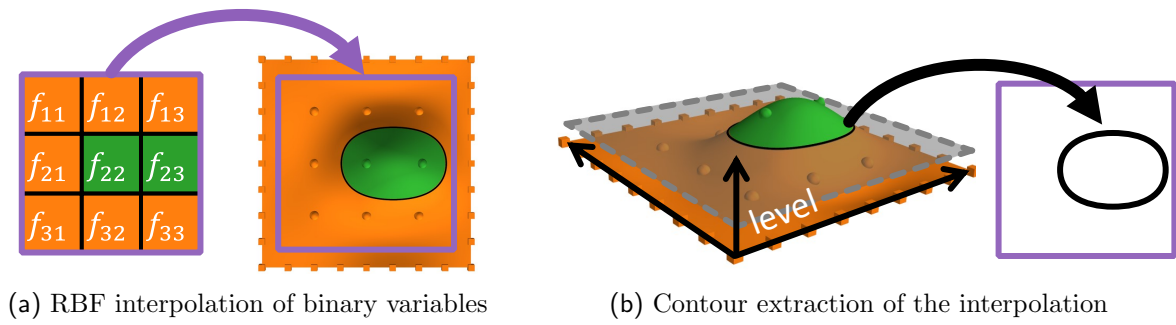 f11 f12 f13
f21 f22 f23
f31 f32 f33
level
(a) RBF interpolation of binary variables
(b) Contour extraction of the interpolation